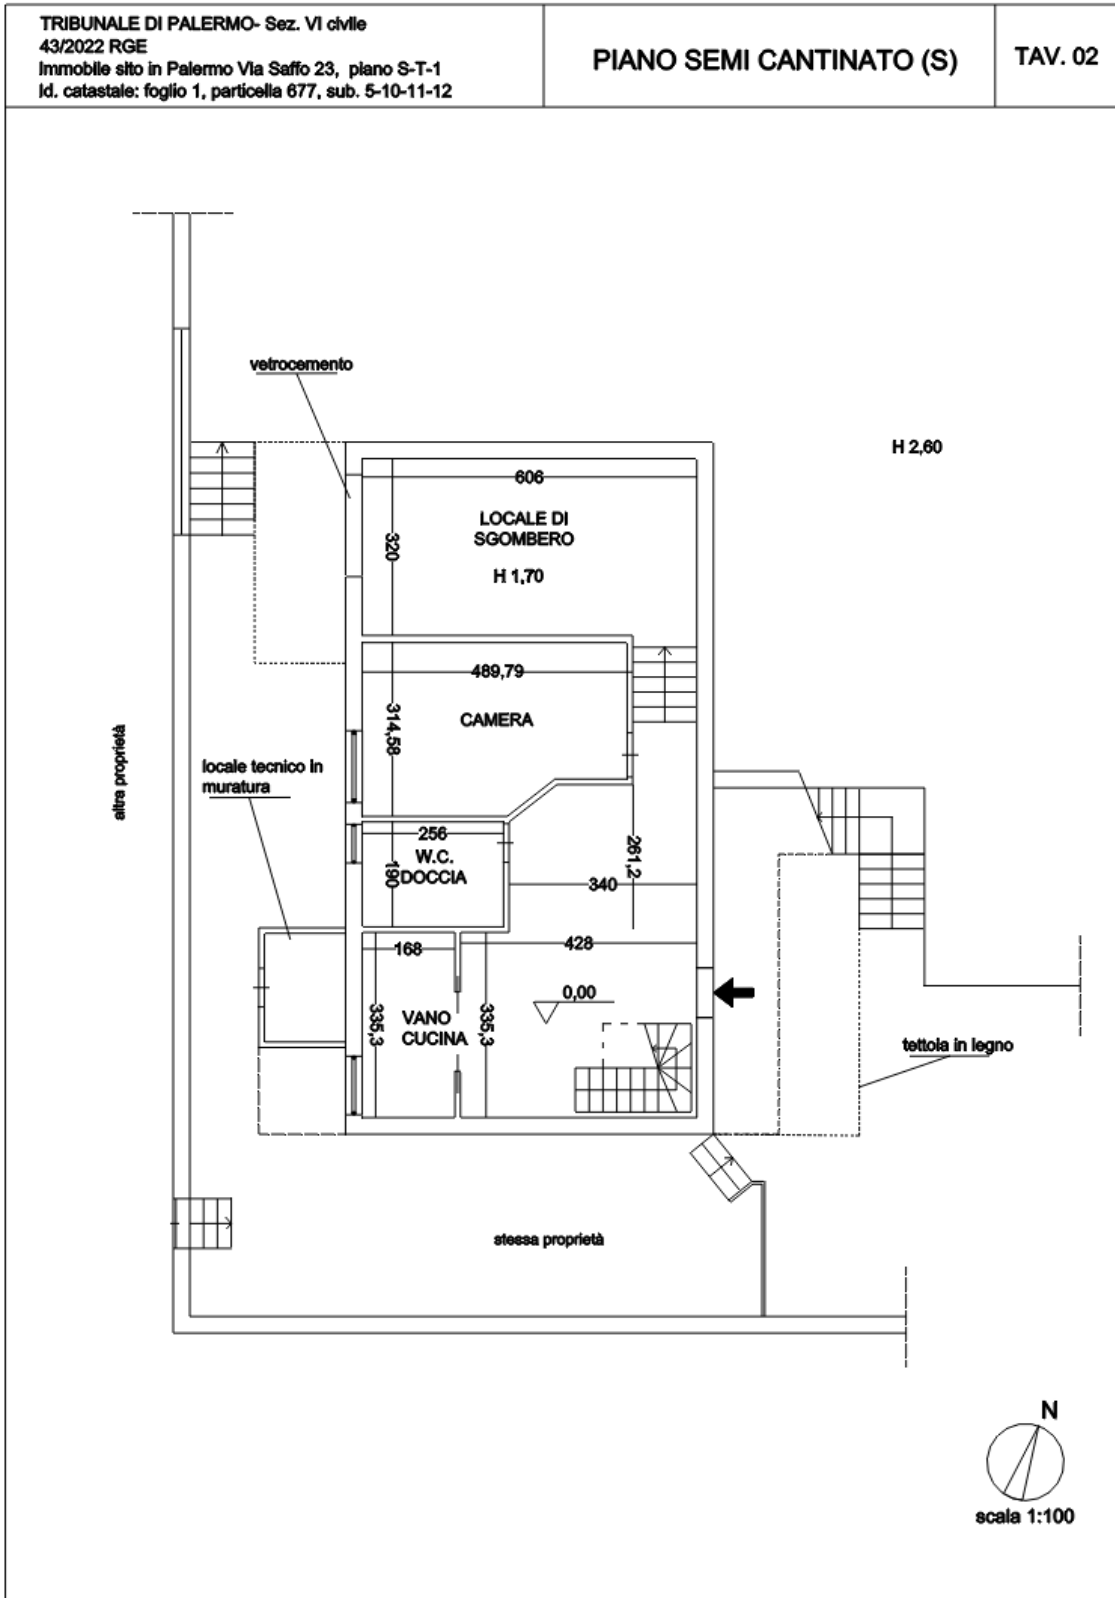 TRIBUNALE DI PALERMO- Sez. VI civile
43/2022 RGE
Immobile sito in Palermo Via Saffo 23, piano S-T-1
Id. catastale: foglio 1, particella 677, sub. 5-10-11-12
PIANO SEMI CANTINATO (S)
TAV. 02
vetrocemento
H 2,60
606
LOCALE DI
SGOMBERO
320
H 1,70
489,79
314,58
CAMERA
altra proprietà
locale tecnico in
muratura
256
W.C.
DOCCIA
190
261,2
340
168
428
0,00
335,3
VANO
CUCINA
335,3
tettoia in legno
stessa proprietà
N
scala 1:100